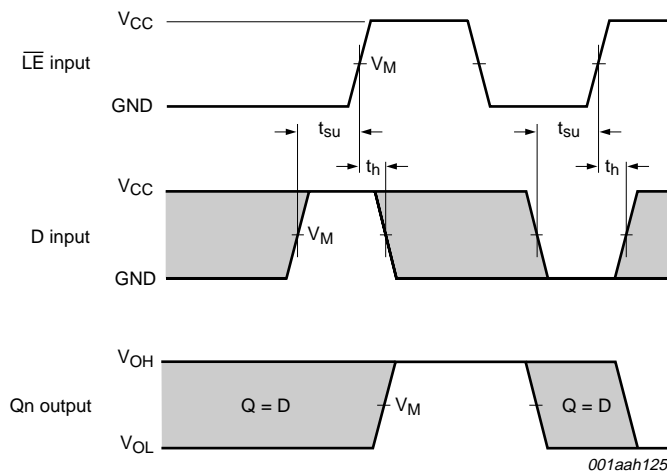 VCC
LE input
VM
GND
tsu
tsu
th
th
VCC
D input
VM
GND
VOH
Qn output
Q = D
VM
Q = D
VOL
001aah125